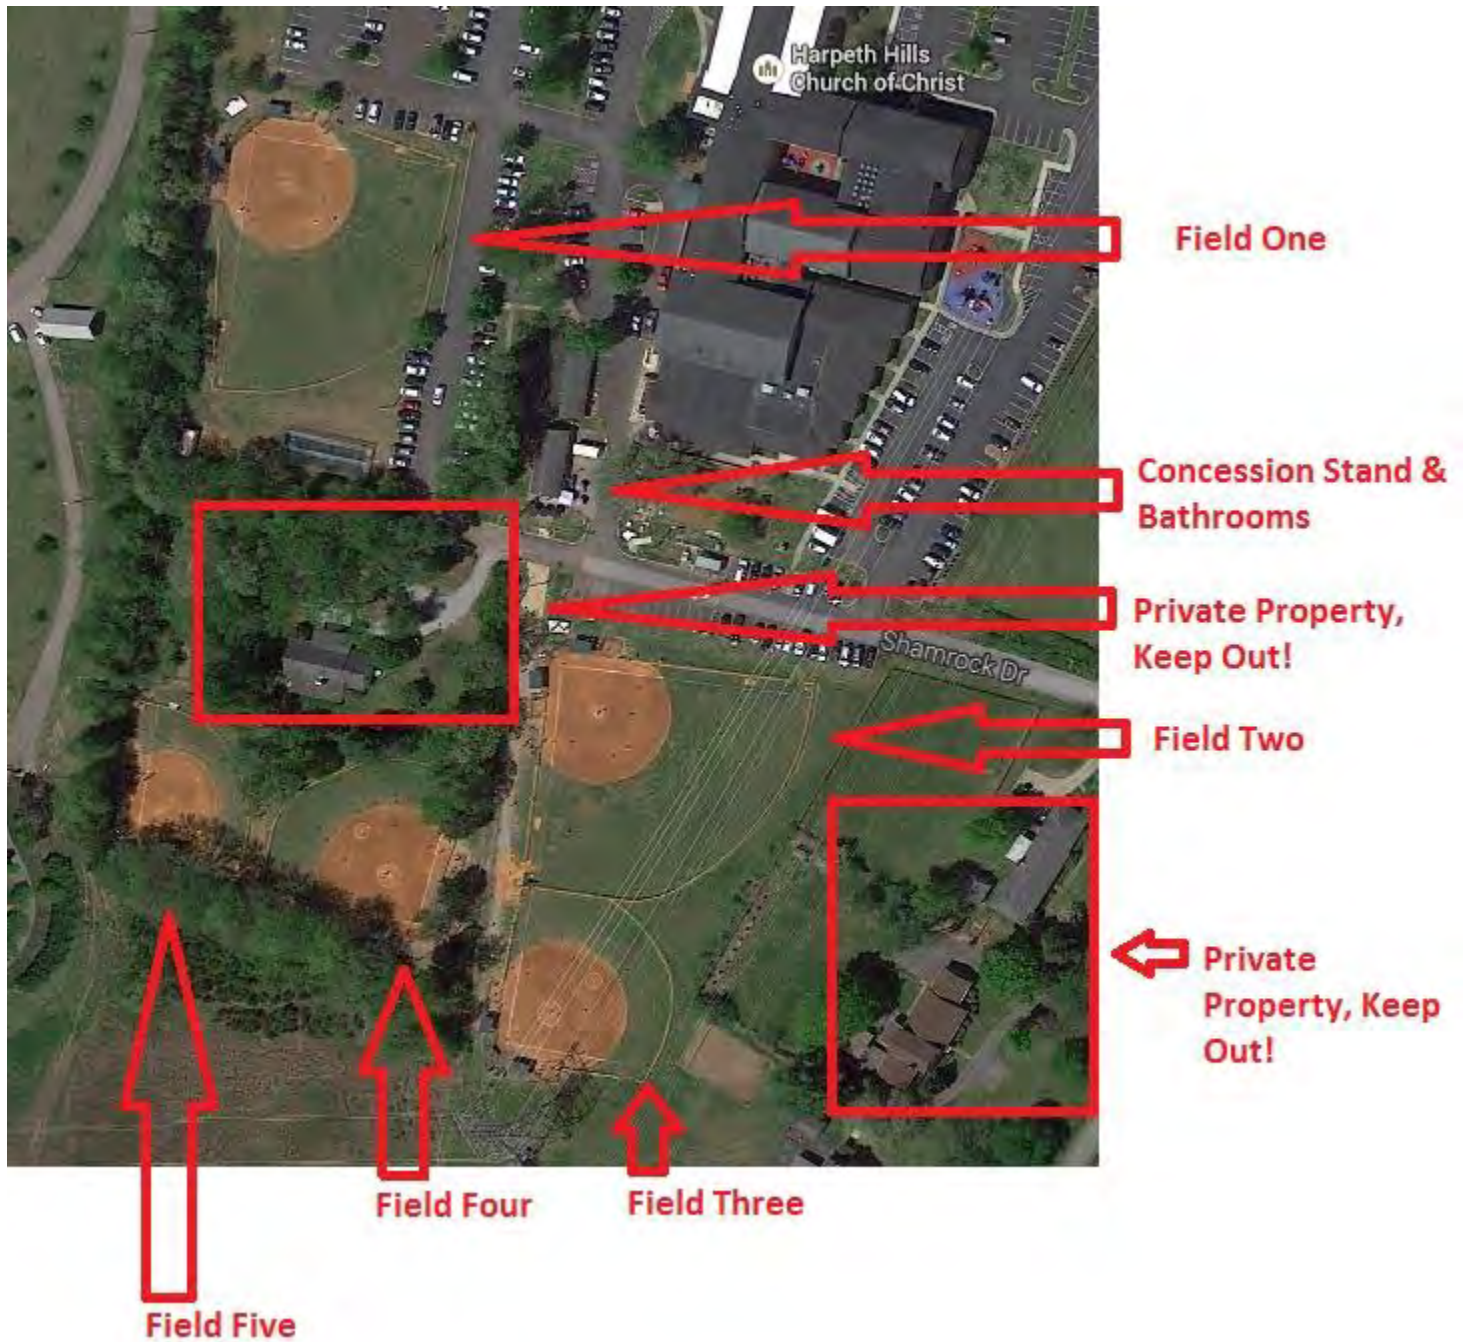 Harpeth Hills
Church of Christ
Field One
Concession Stand &
Bathrooms
Private Property,
Keep Out!
Shamrock Dr
Field Two
Private
Property, Keep
Out!
Field Four
Field Three
Field Five